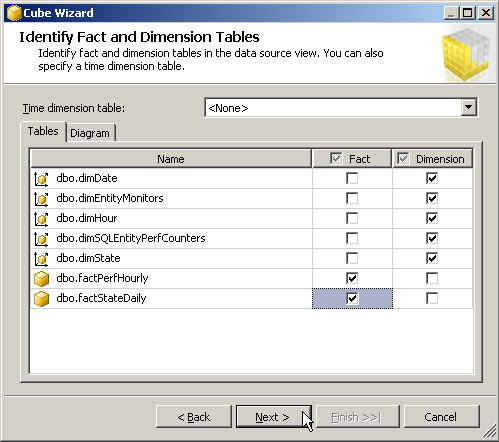 Cube Wizard
Identify Fact and Dimension Tables
Identify fact and dimension tables in the data source view. You can also
specify a time dimension table.
Time dimension table:
<None>
Tables
Diagram
Name
Fact
Dimension
dbo.dimDate
dbo.dimEntityMonitors
dbo.dimHour
dbo.dimSQLEntityPerfCounters
dbo.dimState
dbo.factPerfHourly
dbo.factStateDaily
< Back
Next >
Finish >>|
Cancel